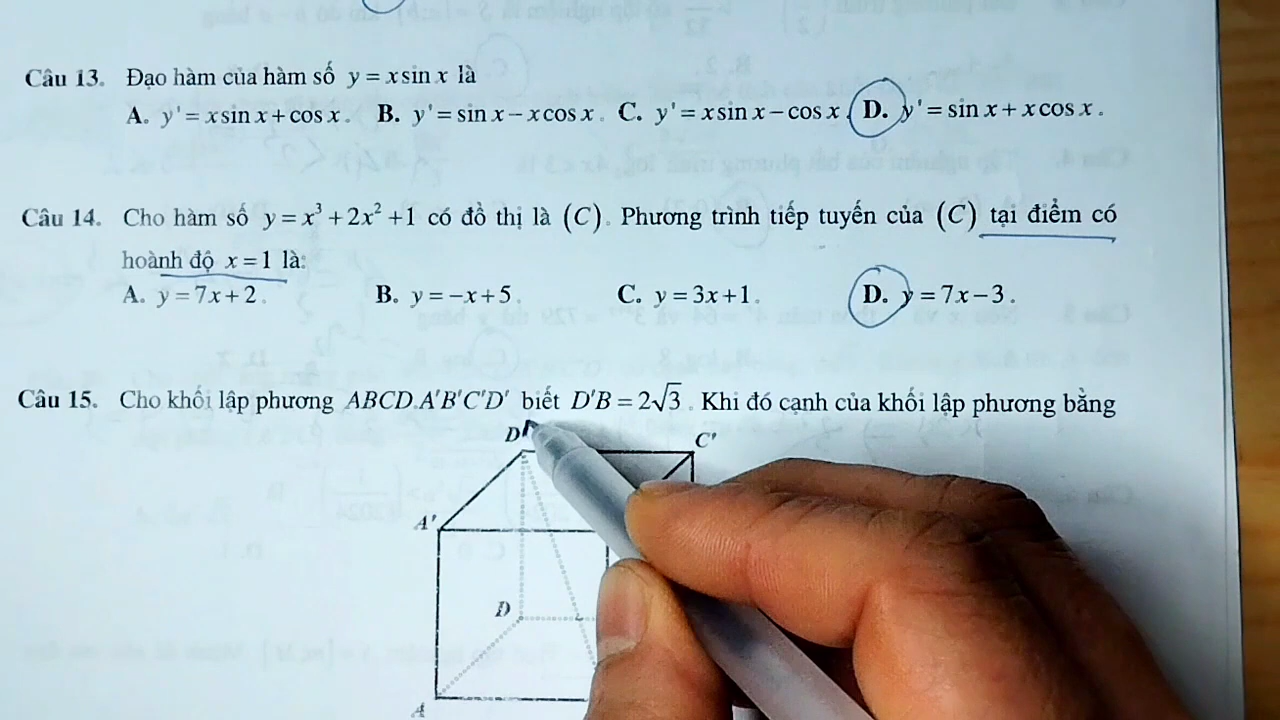 Câu 13. Đạo hàm của hàm số y = x sin x là
A. y' = x sin x + cos x. B. y' = sin x − x cos x. C. y' = x sin x − cos x. D. y' = sin x + x cos x.
Câu 14. Cho hàm số y = x³ + 2x² + 1 có đồ thị là (C). Phương trình tiếp tuyến của (C) tại điểm có
hoành độ x = 1 là:
A. y = 7x + 2. B. y = −x + 5. C. y = 3x + 1. D. y = 7x − 3.
Câu 15. Cho khối lập phương ABCD.A'B'C'D' biết D'B = 2√3. Khi đó cạnh của khối lập phương bằng
D' C'
A'
D
A